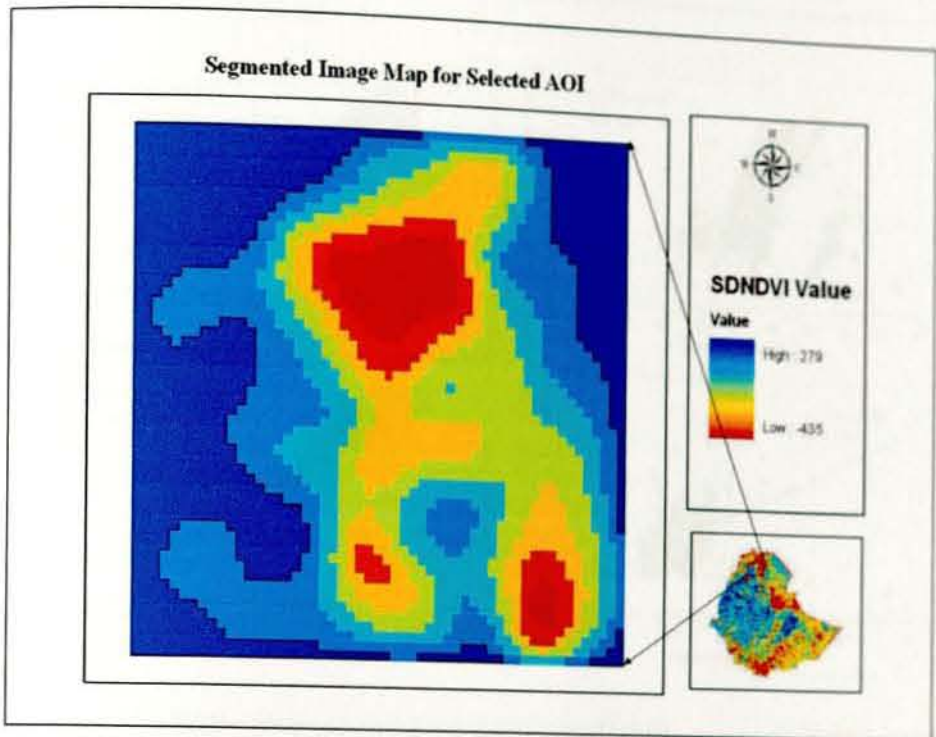 Segmented Image Map for Selected AOI
N
E
S
SDNDVI Value
Value
High : 279
Low : -435